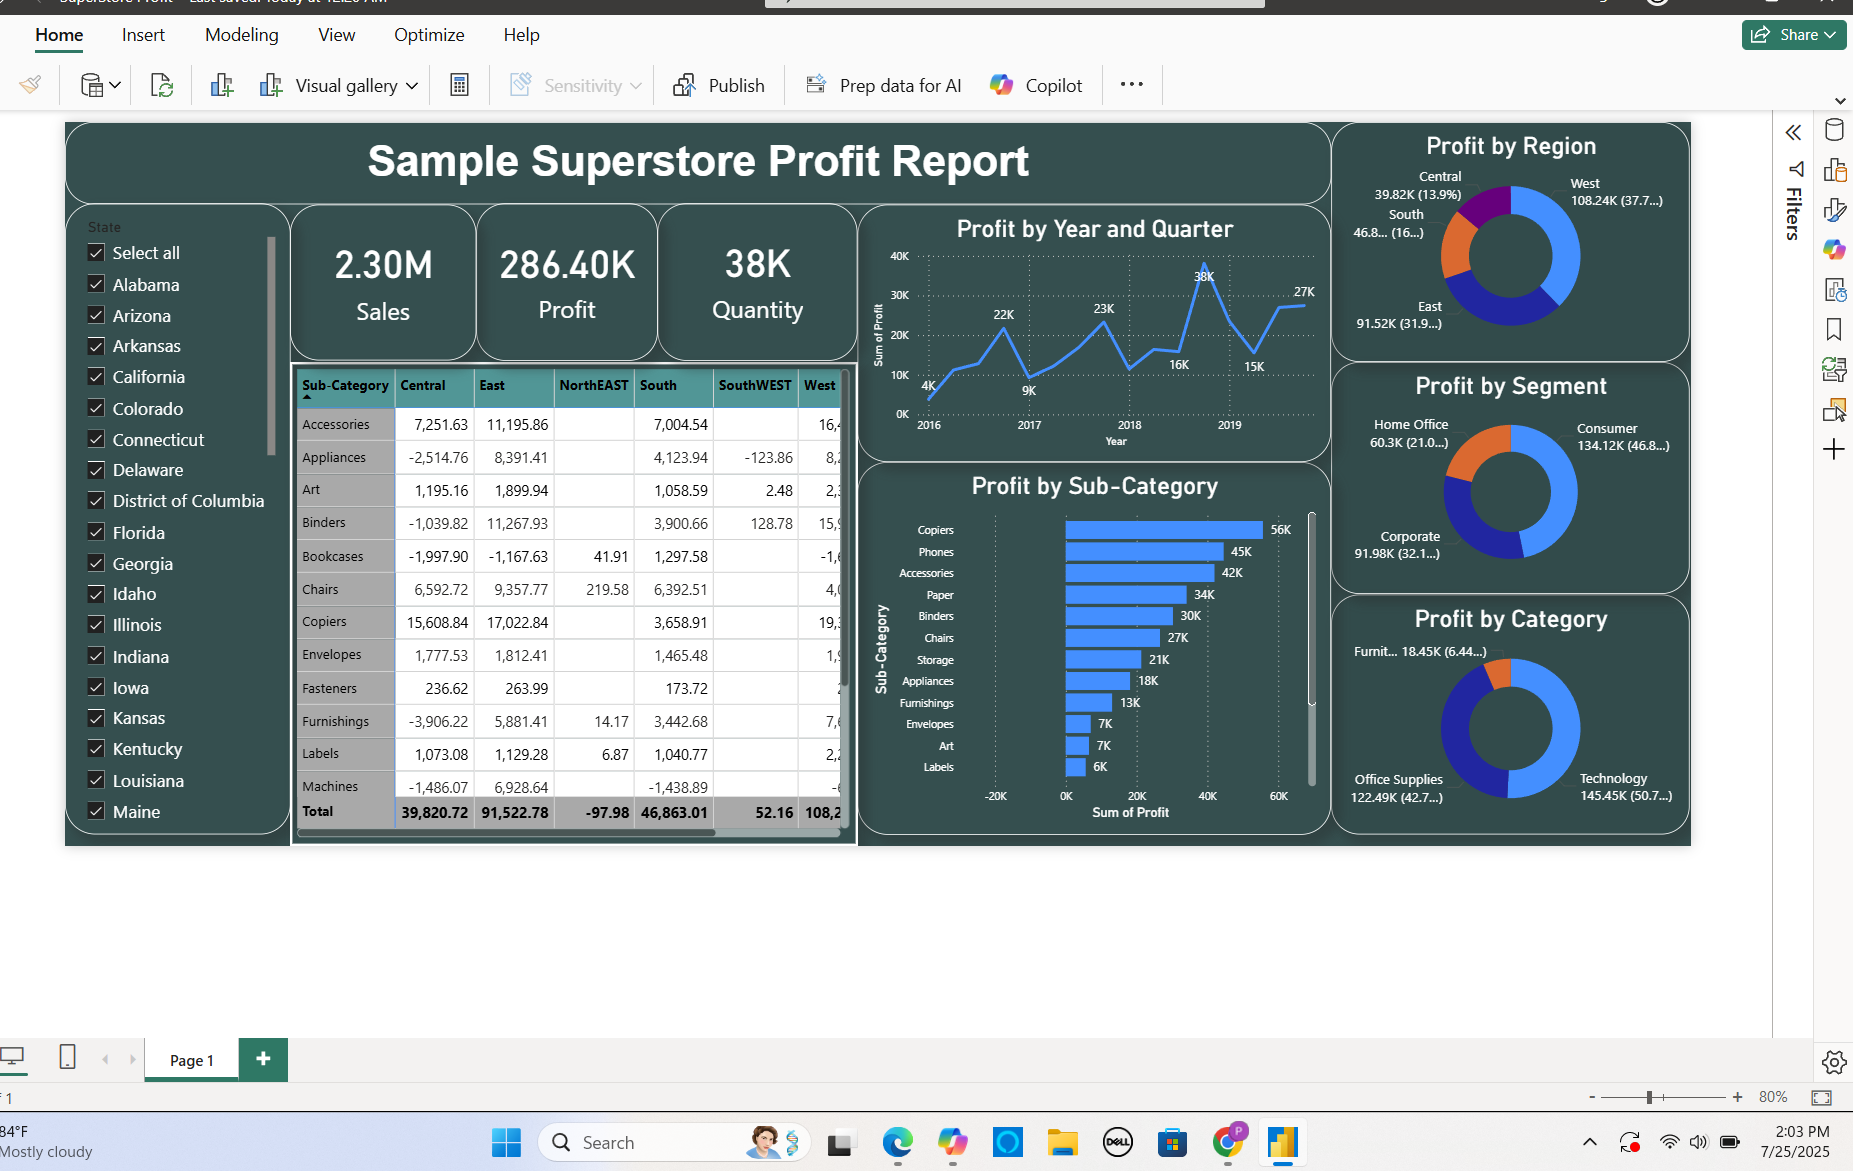 Home Insert Modeling View Optimize Help Share
Visual gallery Sensitivity Publish Prep data for AI Copilot
Sample Superstore Profit Report
State
Select all
Alabama
Arizona
Arkansas
California
Colorado
Connecticut
Delaware
District of Columbia
Florida
Georgia
Idaho
Illinois
Indiana
Iowa
Kansas
Kentucky
Louisiana
Maine
2.30M
Sales
286.40K
Profit
38K
Quantity
Sub-Category Central East NorthEAST South SouthWEST West
Accessories 7,251.63 11,195.86 7,004.54 16,4
Appliances -2,514.76 8,391.41 4,123.94 -123.86 8,2
Art 1,195.16 1,899.94 1,058.59 2.48 2,3
Binders -1,039.82 11,267.93 3,900.66 128.78 15,9
Bookcases -1,997.90 -1,167.63 41.91 1,297.58 -1,6
Chairs 6,592.72 9,357.77 219.58 6,392.51 4,0
Copiers 15,608.84 17,022.84 3,658.91 19,3
Envelopes 1,777.53 1,812.41 1,465.48 1,9
Fasteners 236.62 263.99 173.72
Furnishings -3,906.22 5,881.41 14.17 3,442.68 7,6
Labels 1,073.08 1,129.28 6.87 1,040.77 2,2
Machines -1,486.07 6,928.64 -1,438.89
Total 39,820.72 91,522.78 -97.98 46,863.01 52.16 108,2
Profit by Year and Quarter
Sum of Profit
40K
30K
20K
10K
0K
4K
22K
9K
23K
16K
38K
15K
27K
2016 2017 2018 2019
Year
Profit by Sub-Category
Sub-Category
Copiers 56K
Phones 45K
Accessories 42K
Paper 34K
Binders 30K
Chairs 27K
Storage 21K
Appliances 18K
Furnishings 13K
Envelopes 7K
Art 7K
Labels 6K
-20K 0K 20K 40K 60K
Sum of Profit
Profit by Region
Central
39.82K (13.9%)
West
108.24K (37.7...)
South
46.8... (16...)
East
91.52K (31.9...)
Profit by Segment
Home Office
60.3K (21.0...)
Consumer
134.12K (46.8...)
Corporate
91.98K (32.1...)
Profit by Category
Furnit... 18.45K (6.44...)
Office Supplies
122.49K (42.7...)
Technology
145.45K (50.7...)
Filters
Page 1
1
- + 80%
84°F
Mostly cloudy
Search
DELL
P
2:03 PM
7/25/2025